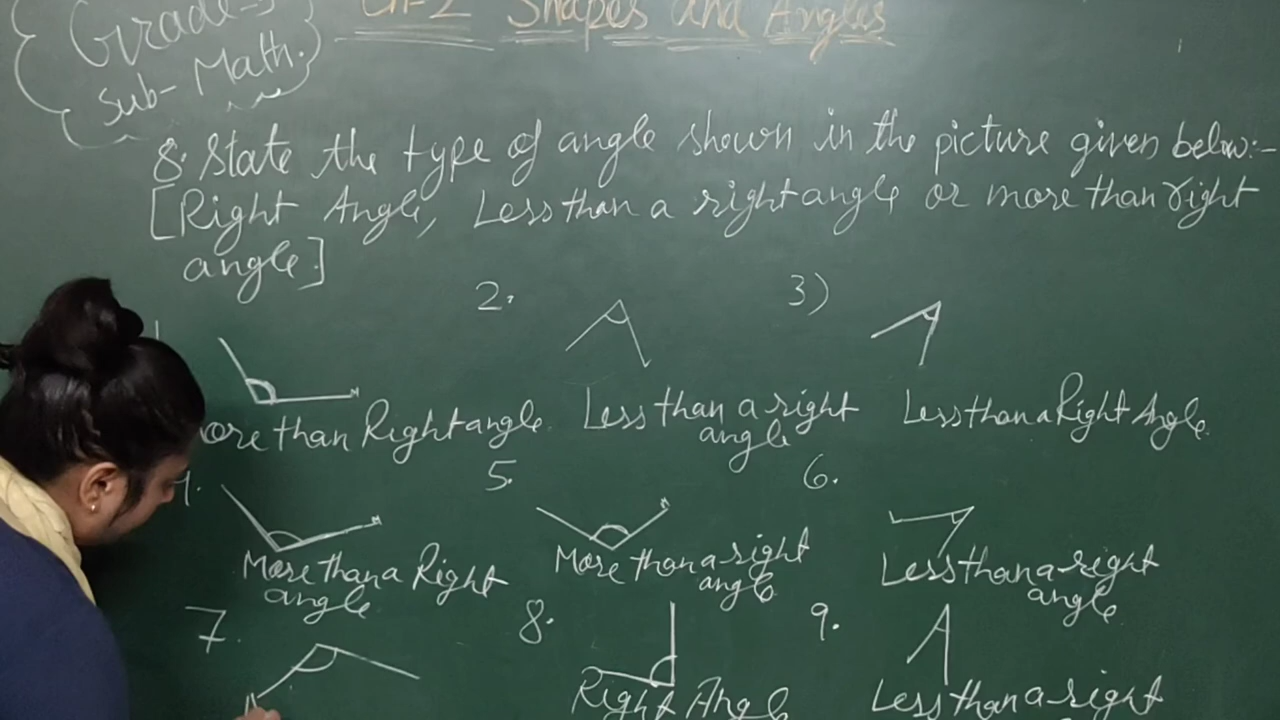 Grade-5
Ch-2 Shapes and Angles
Sub- Math.
8. State the type of angle shown in the picture given below:-
[Right Angle, Less than a right angle or more than right
angle.]
2.
3)
ore than Right angle.
Less than a right
angle
Less than a Right Angle.
5.
6.
More than a Right
angle
More than a right
angle
Less than a right
angle
7.
8.
9.
Right Angle
Less than a right